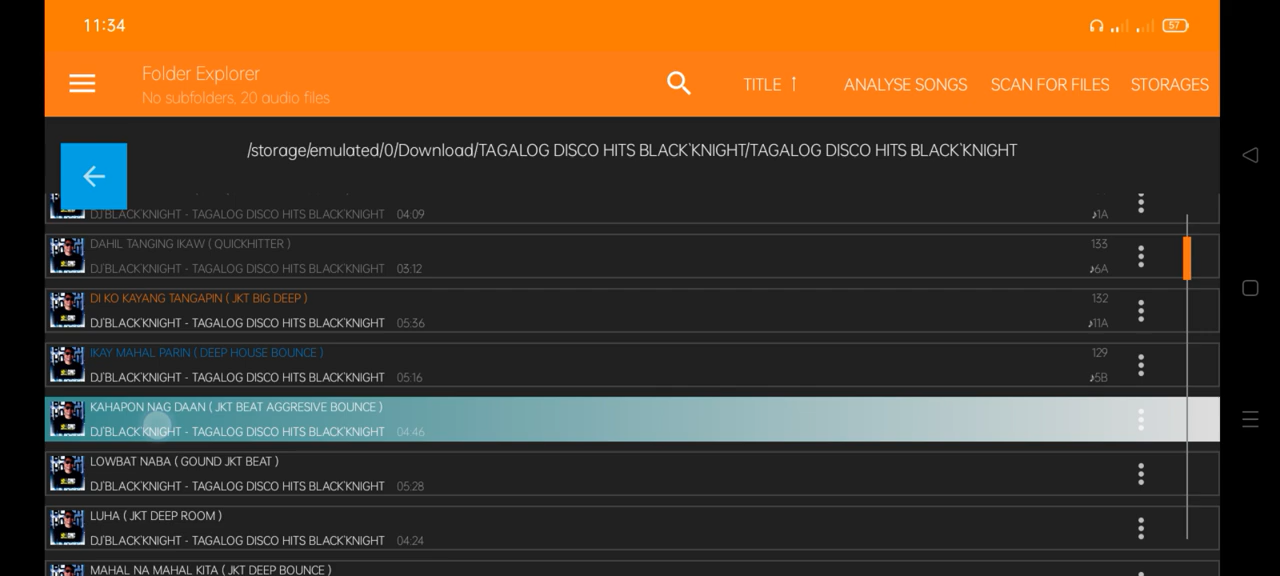 11:34
57
Folder Explorer
No subfolders, 20 audio files
TITLE ↑
ANALYSE SONGS
SCAN FOR FILES
STORAGES
/storage/emulated/0/Download/TAGALOG DISCO HITS BLACK'KNIGHT/TAGALOG DISCO HITS BLACK'KNIGHT
DJ'BLACK'KNIGHT - TAGALOG DISCO HITS BLACK'KNIGHT 04:09
♪1A
DAHIL TANGING IKAW ( QUICKHITTER )
133
DJ'BLACK'KNIGHT - TAGALOG DISCO HITS BLACK'KNIGHT 03:12
♪6A
DI KO KAYANG TANGAPIN ( JKT BIG DEEP )
132
DJ'BLACK'KNIGHT - TAGALOG DISCO HITS BLACK'KNIGHT 05:36
♪11A
IKAY MAHAL PARIN ( DEEP HOUSE BOUNCE )
129
DJ'BLACK'KNIGHT - TAGALOG DISCO HITS BLACK'KNIGHT 05:16
♪5B
KAHAPON NAG DAAN ( JKT BEAT AGGRESIVE BOUNCE )
DJ'BLACK'KNIGHT - TAGALOG DISCO HITS BLACK'KNIGHT 04:46
LOWBAT NABA ( GOUND JKT BEAT )
DJ'BLACK'KNIGHT - TAGALOG DISCO HITS BLACK'KNIGHT 05:28
LUHA ( JKT DEEP ROOM )
DJ'BLACK'KNIGHT - TAGALOG DISCO HITS BLACK'KNIGHT 04:24
MAHAL NA MAHAL KITA ( JKT DEEP BOUNCE )